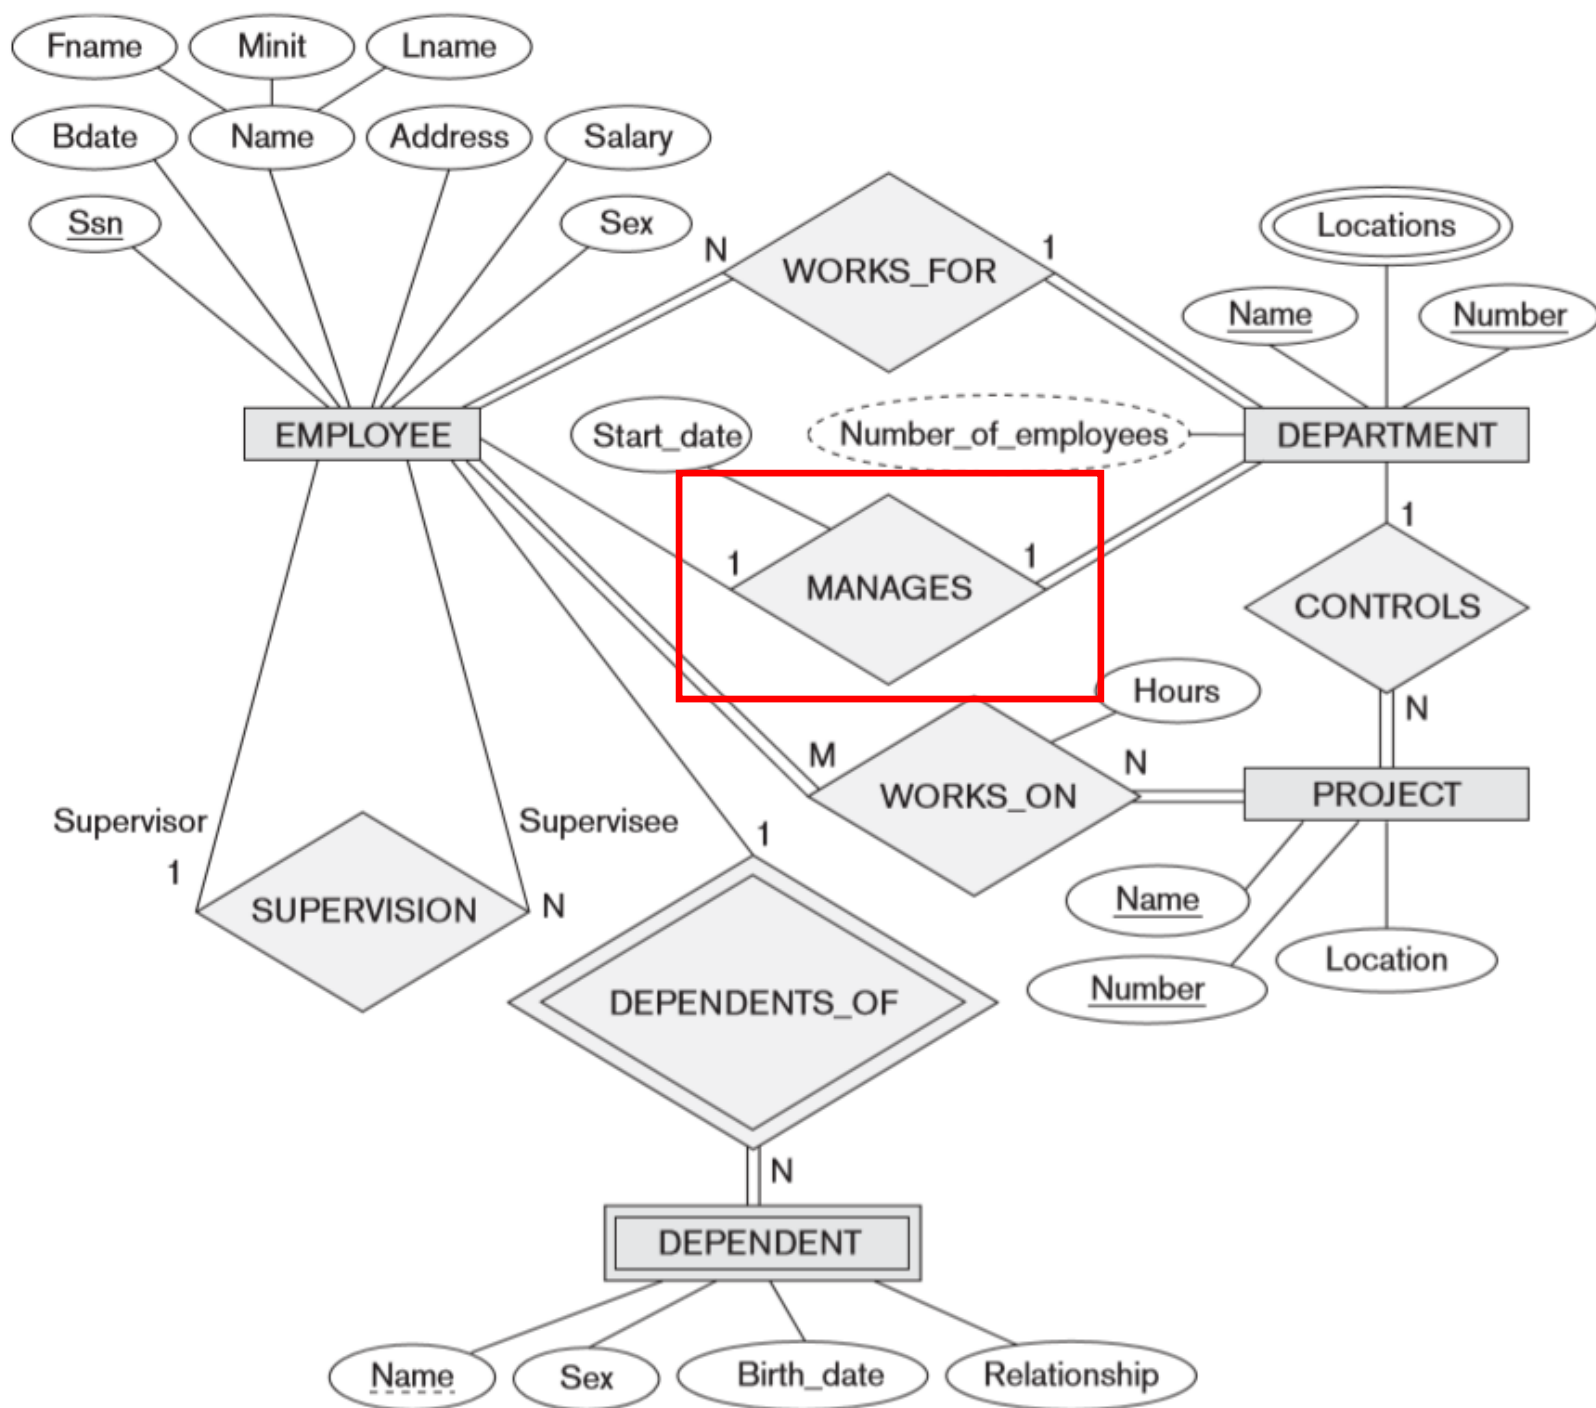 Fname
Minit
Lname
Bdate
Name
Address
Salary
Ssn
Sex
N
WORKS_FOR
1
Locations
Name
Number
EMPLOYEE
Start_date
Number_of_employees
DEPARTMENT
1
MANAGES
1
1
CONTROLS
N
Hours
M
WORKS_ON
N
PROJECT
Supervisor
1
SUPERVISION
Supervisee
N
1
Name
Number
Location
DEPENDENTS_OF
N
DEPENDENT
Name
Sex
Birth_date
Relationship